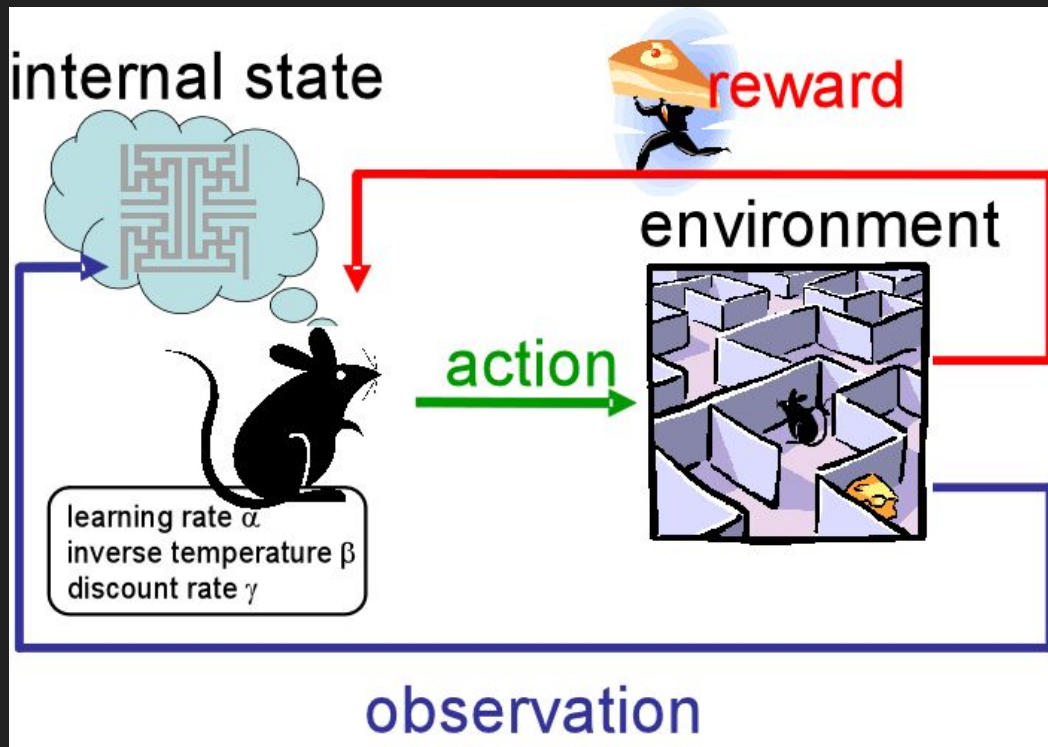 internal state
reward
environment
action
learning rate α
inverse temperature β
discount rate γ
observation